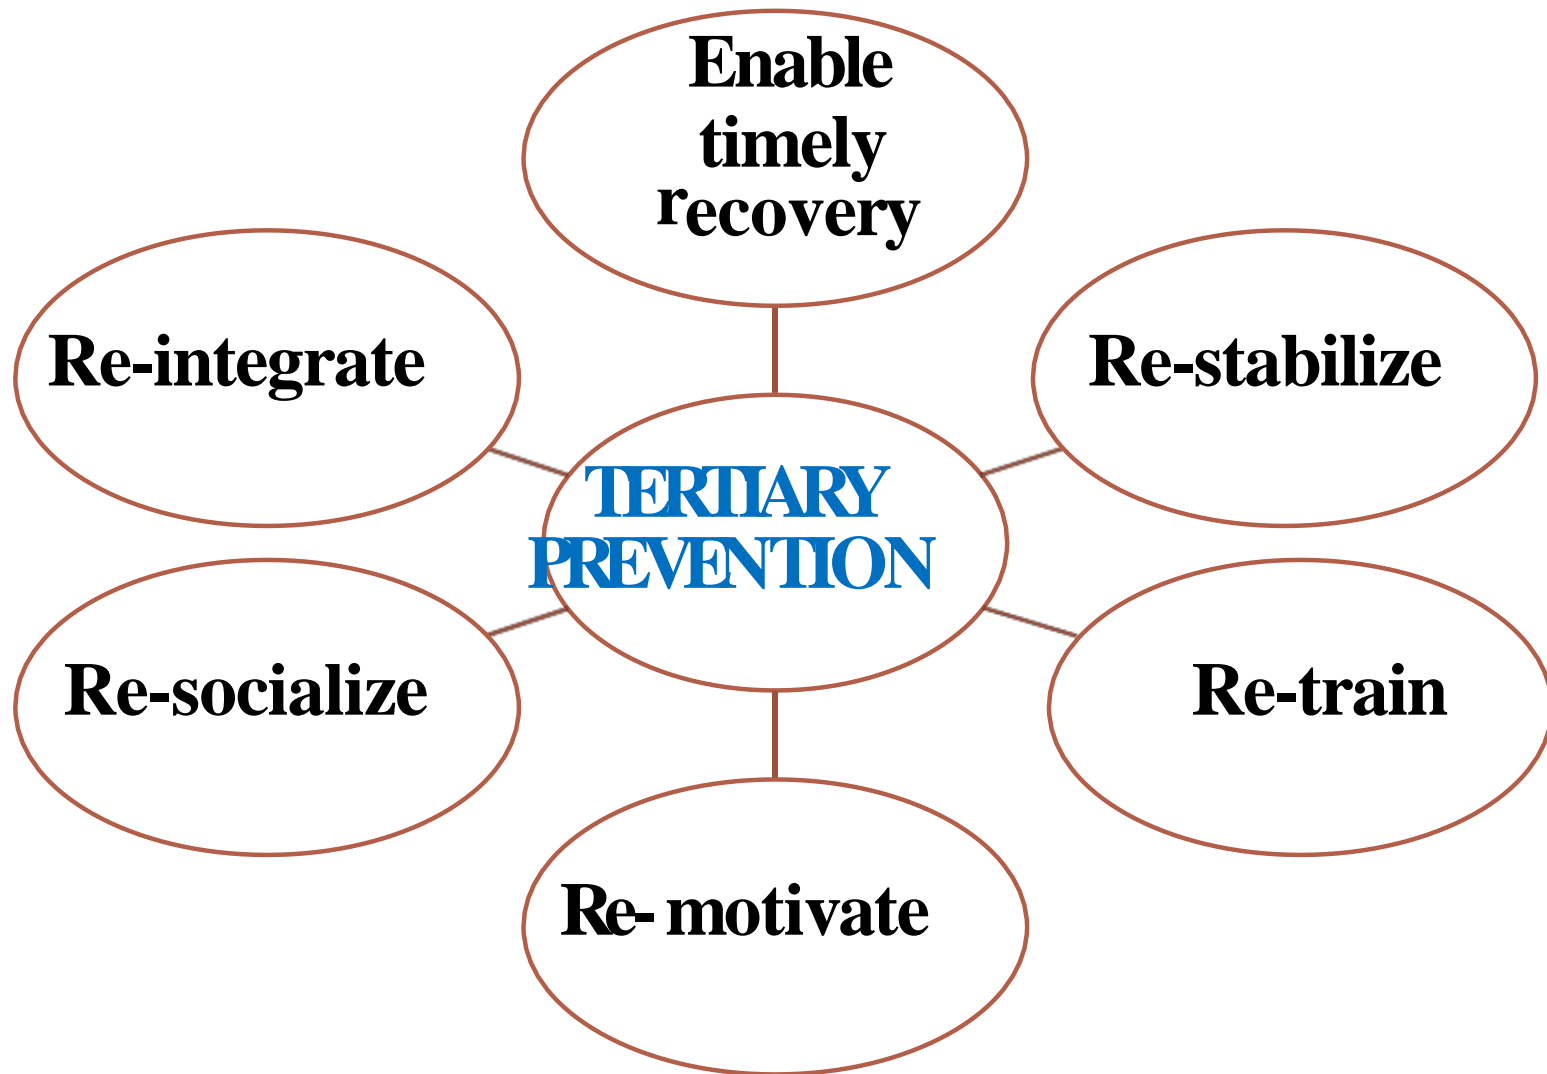 Enable
timely
recovery
Re-integrate
Re-stabilize
TERTIARY
PREVENTION
Re-socialize
Re-train
Re- motivate